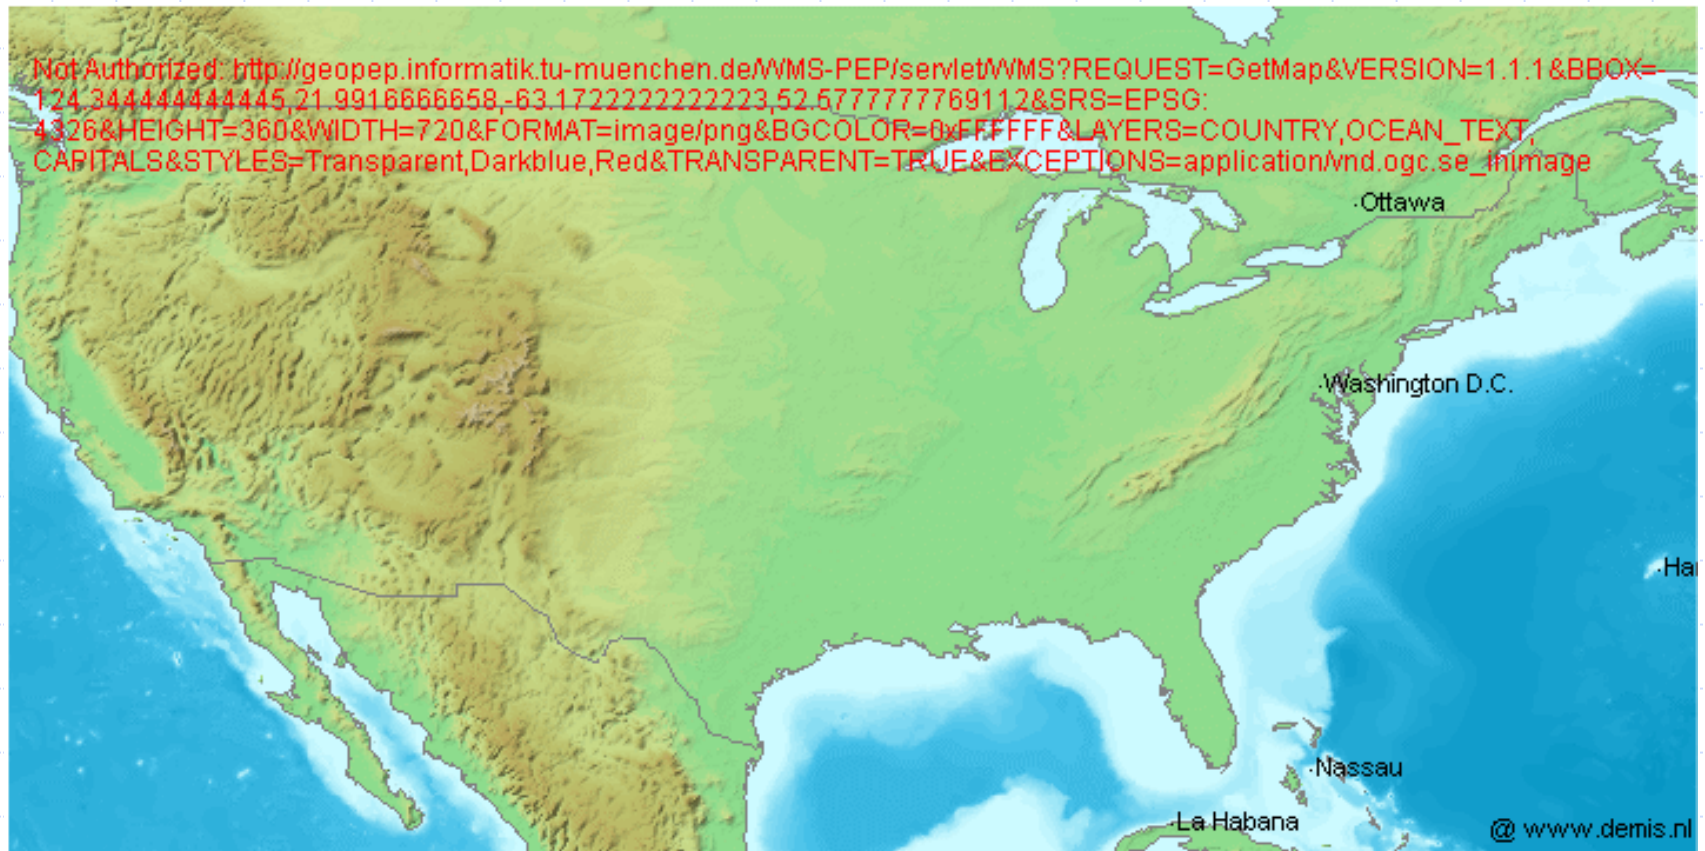 Not Authorized: http://geopep.informatik.tu-muenchen.de/WMS-PEP/servlet/WMS?REQUEST=GetMap&VERSION=1.1.1&BBOX=-
124.344444444445,21.9916666658,-63.1722222222223,52.57777777769112&SRS=EPSG:
4326&HEIGHT=360&WIDTH=720&FORMAT=image/png&BGCOLOR=0xFFFFFF&LAYERS=COUNTRY,OCEAN_TEXT,
CAPITALS&STYLES=Transparent,Darkblue,Red&TRANSPARENT=TRUE&EXCEPTIONS=application/vnd.ogc.se_inimage
Ottawa
Washington D.C.
Ha
Nassau
La Habana
@ www.demis.nl